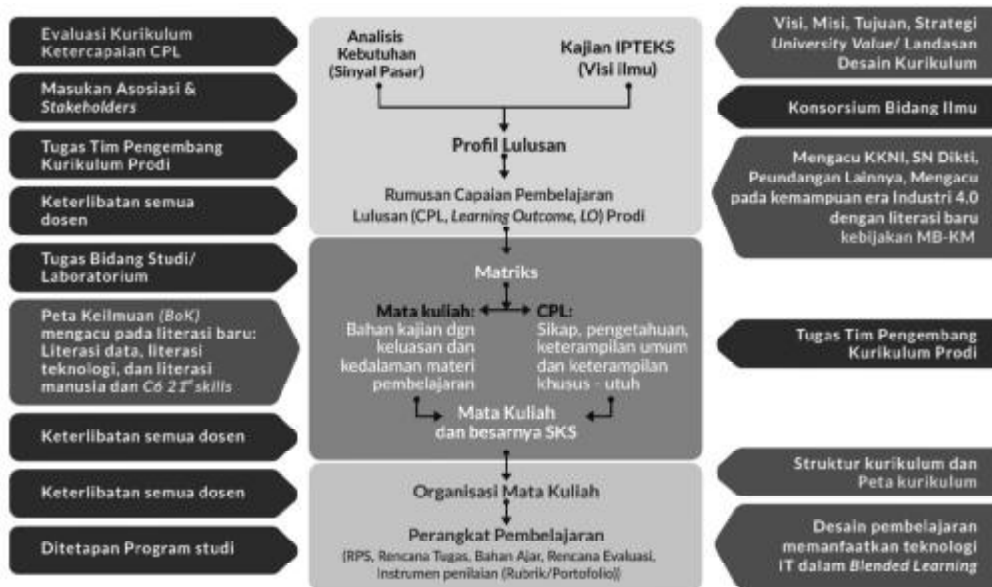 Evaluasi Kurikulum
Ketercapaian CPL
Masukan Asosiasi &
Stakeholders
Tugas Tim Pengembang
Kurikulum Prodi
Keterlibatan semua
dosen
Tugas Bidang Studi/
Laboratorium
Peta Keilmuan (BoK)
mengacu pada literasi baru:
Literasi data, literasi
teknologi, dan literasi
manusia dan C6 21st skills
Keterlibatan semua dosen
Keterlibatan semua dosen
Ditetapan Program studi
Analisis
Kebutuhan
(Sinyal Pasar)
Kajian IPTEKS
(Visi ilmu)
Profil Lulusan
Rumusan Capaian Pembelajaran
Lulusan (CPL, Learning Outcome, LO) Prodi
Matriks
Mata kuliah:
Bahan kajian dgn
keluasan dan
kedalaman materi
pembelajaran
CPL:
Sikap, pengetahuan,
keterampilan umum
dan keterampilan
khusus - utuh
Mata Kuliah
dan besarnya SKS
Organisasi Mata Kuliah
Perangkat Pembelajaran
(RPS, Rencana Tugas, Bahan Ajar, Rencana Evaluasi,
Instrumen penilaian (Rubrik/Portofolio))
Visi, Misi, Tujuan, Strategi
University Value/ Landasan
Desain Kurikulum
Konsorsium Bidang Ilmu
Mengacu KKNI, SN Dikti,
Peundangan Lainnya, Mengacu
pada kemampuan era Industri 4.0
dengan literasi baru
kebijakan MB-KM
Tugas Tim Pengembang
Kurikulum Prodi
Struktur kurikulum dan
Peta kurikulum
Desain pembelajaran
memanfaatkan teknologi
IT dalam Blended Learning